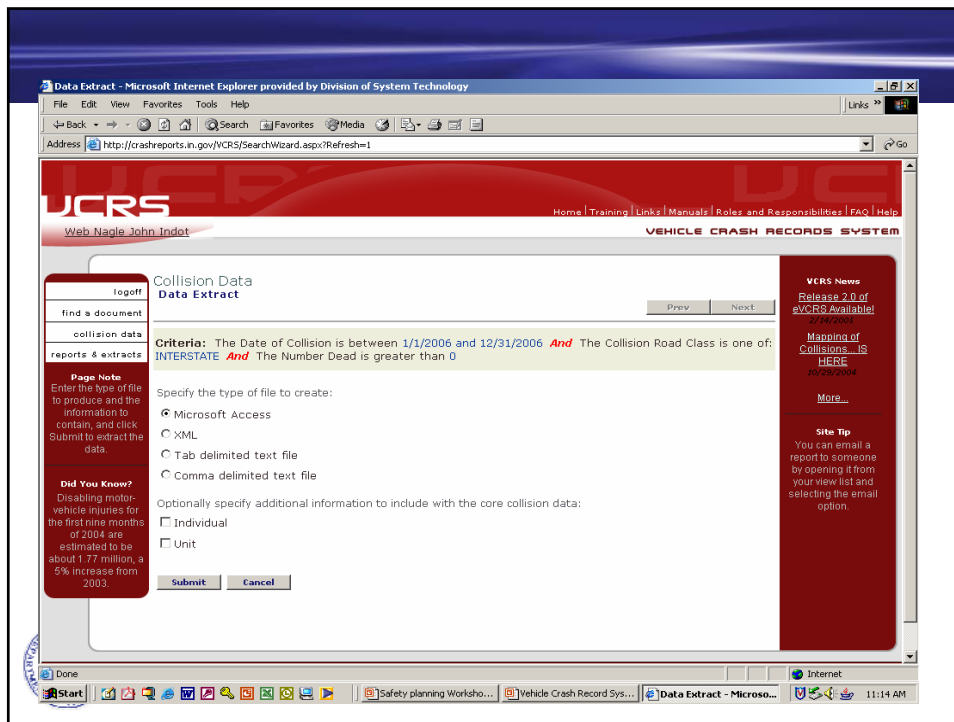 Data Extract - Microsoft Internet Explorer provided by Division of System Technology
File Edit View Favorites Tools Help
Links »
Back Search Favorites Media
Address http://crashreports.in.gov/VCRS/SearchWizard.aspx?Refresh=1 Go
UCRS
Home | Training | Links | Manuals | Roles and Responsibilities | FAQ | Help
Web Nagle John Indot
VEHICLE CRASH RECORDS SYSTEM
logoff
find a document
collision data
reports & extracts
Page Note
Enter the type of file
to produce and the
information to
contain, and click
Submit to extract the
data.
Did You Know?
Disabling motor-
vehicle injuries for
the first nine months
of 2004 are
estimated to be
about 1.77 million, a
5% increase from
2003.
Collision Data
Data Extract
Prev Next
Criteria: The Date of Collision is between 1/1/2006 and 12/31/2006 And The Collision Road Class is one of:
INTERSTATE And The Number Dead is greater than 0
Specify the type of file to create:
Microsoft Access
XML
Tab delimited text file
Comma delimited text file
Optionally specify additional information to include with the core collision data:
Individual
Unit
Submit Cancel
VCRS News
Release 2.0 of
eVCRS Available!
2/14/2005
Mapping of
Collisions... IS
HERE
10/29/2004
More...
Site Tip
You can email a
report to someone
by opening it from
your view list and
selecting the email
option.
Done
Internet
Start
Safety planning Worksho...
Vehicle Crash Record Sys...
Data Extract - Microso...
11:14 AM